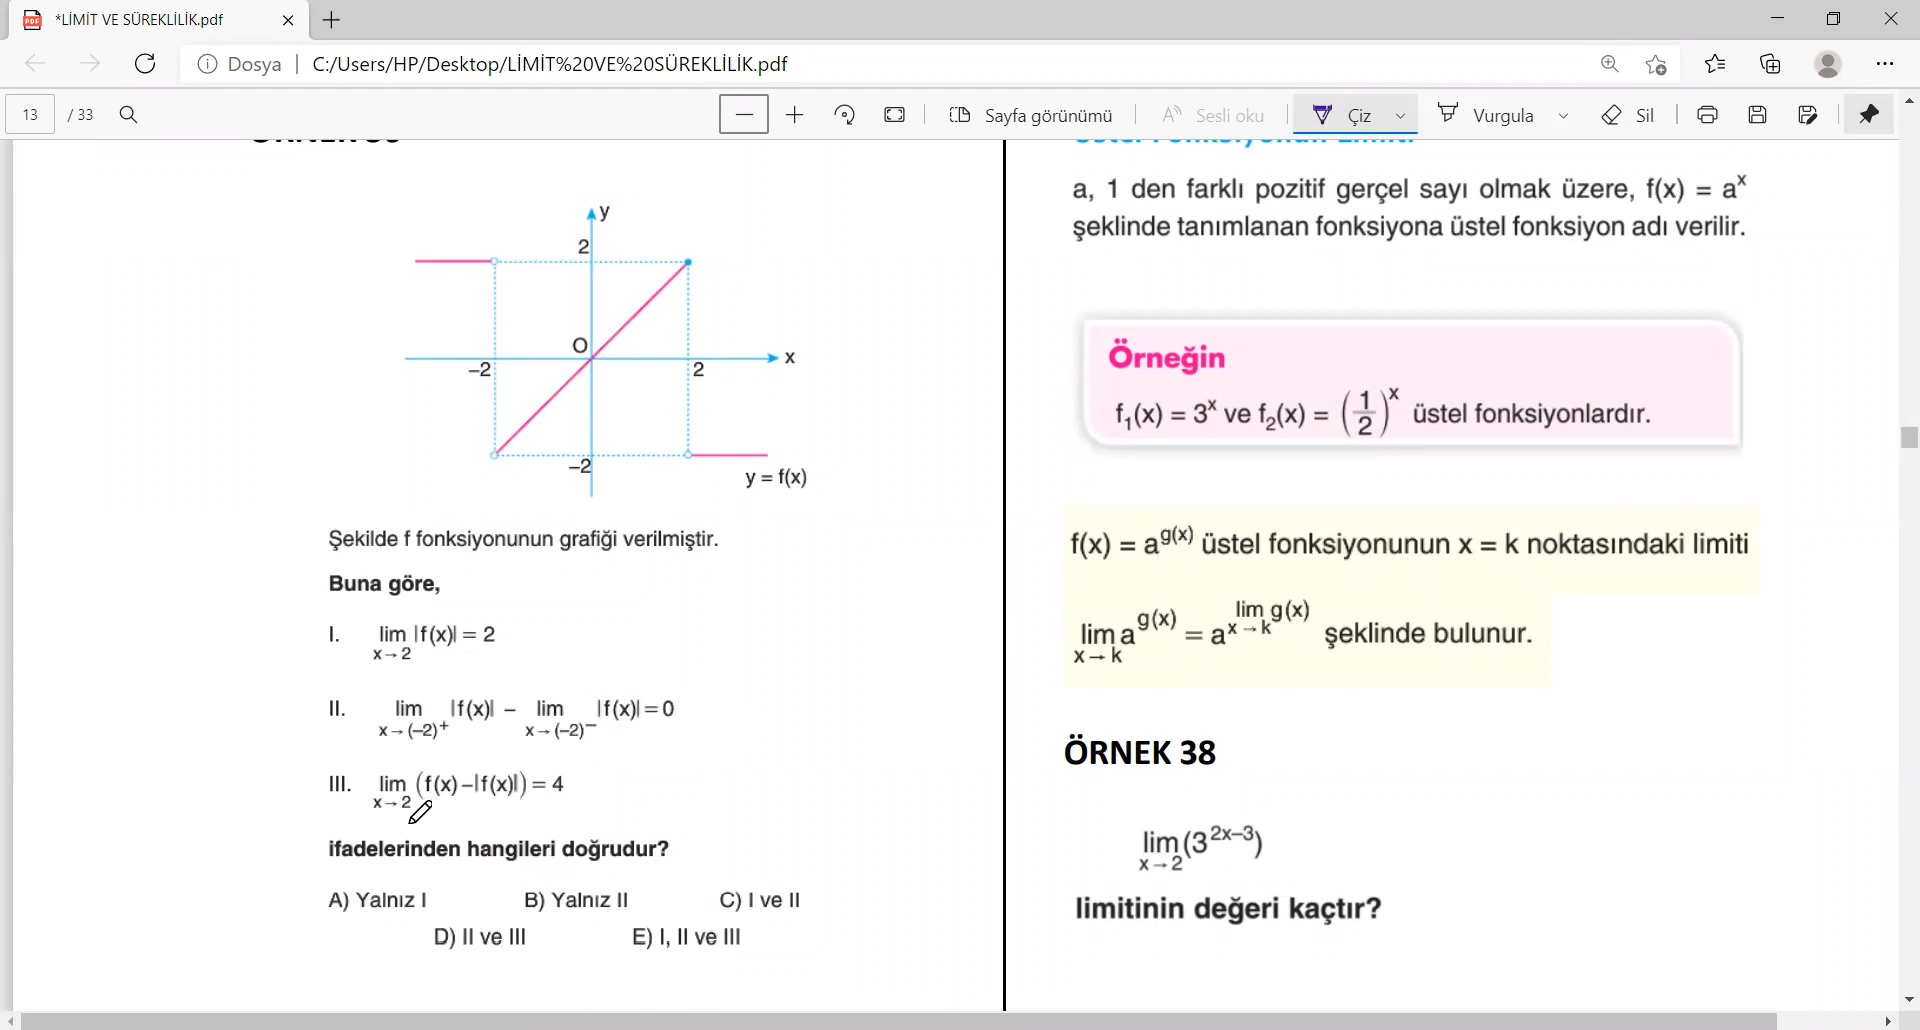 *LİMİT VE SÜREKLİLİK.pdf
Dosya | C:/Users/HP/Desktop/LİMİT%20VE%20SÜREKLİLİK.pdf
13 / 33 Sayfa görünümü Sesli oku Çiz Vurgula Sil
y
2
O
x
-2
2
-2
y = f(x)
Şekilde f fonksiyonunun grafiği verilmiştir.
Buna göre,
I. lim x→2 |f(x)| = 2
II. lim x→(-2)⁺ |f(x)| - lim x→(-2)⁻ |f(x)| = 0
III. lim x→2 (f(x) -|f(x)|) = 4
ifadelerinden hangileri doğrudur?
A) Yalnız I B) Yalnız II C) I ve II
D) II ve III E) I, II ve III
a, 1 den farklı pozitif gerçel sayı olmak üzere, f(x) = aˣ
şeklinde tanımlanan fonksiyona üstel fonksiyon adı verilir.
Örneğin
f₁(x) = 3ˣ ve f₂(x) = (1/2)ˣ üstel fonksiyonlardır.
f(x) = a^g(x) üstel fonksiyonunun x = k noktasındaki limiti
lim x→k a^g(x) = a^lim x→k g(x) şeklinde bulunur.
ÖRNEK 38
lim x→2 (3^2x-3)
limitinin değeri kaçtır?